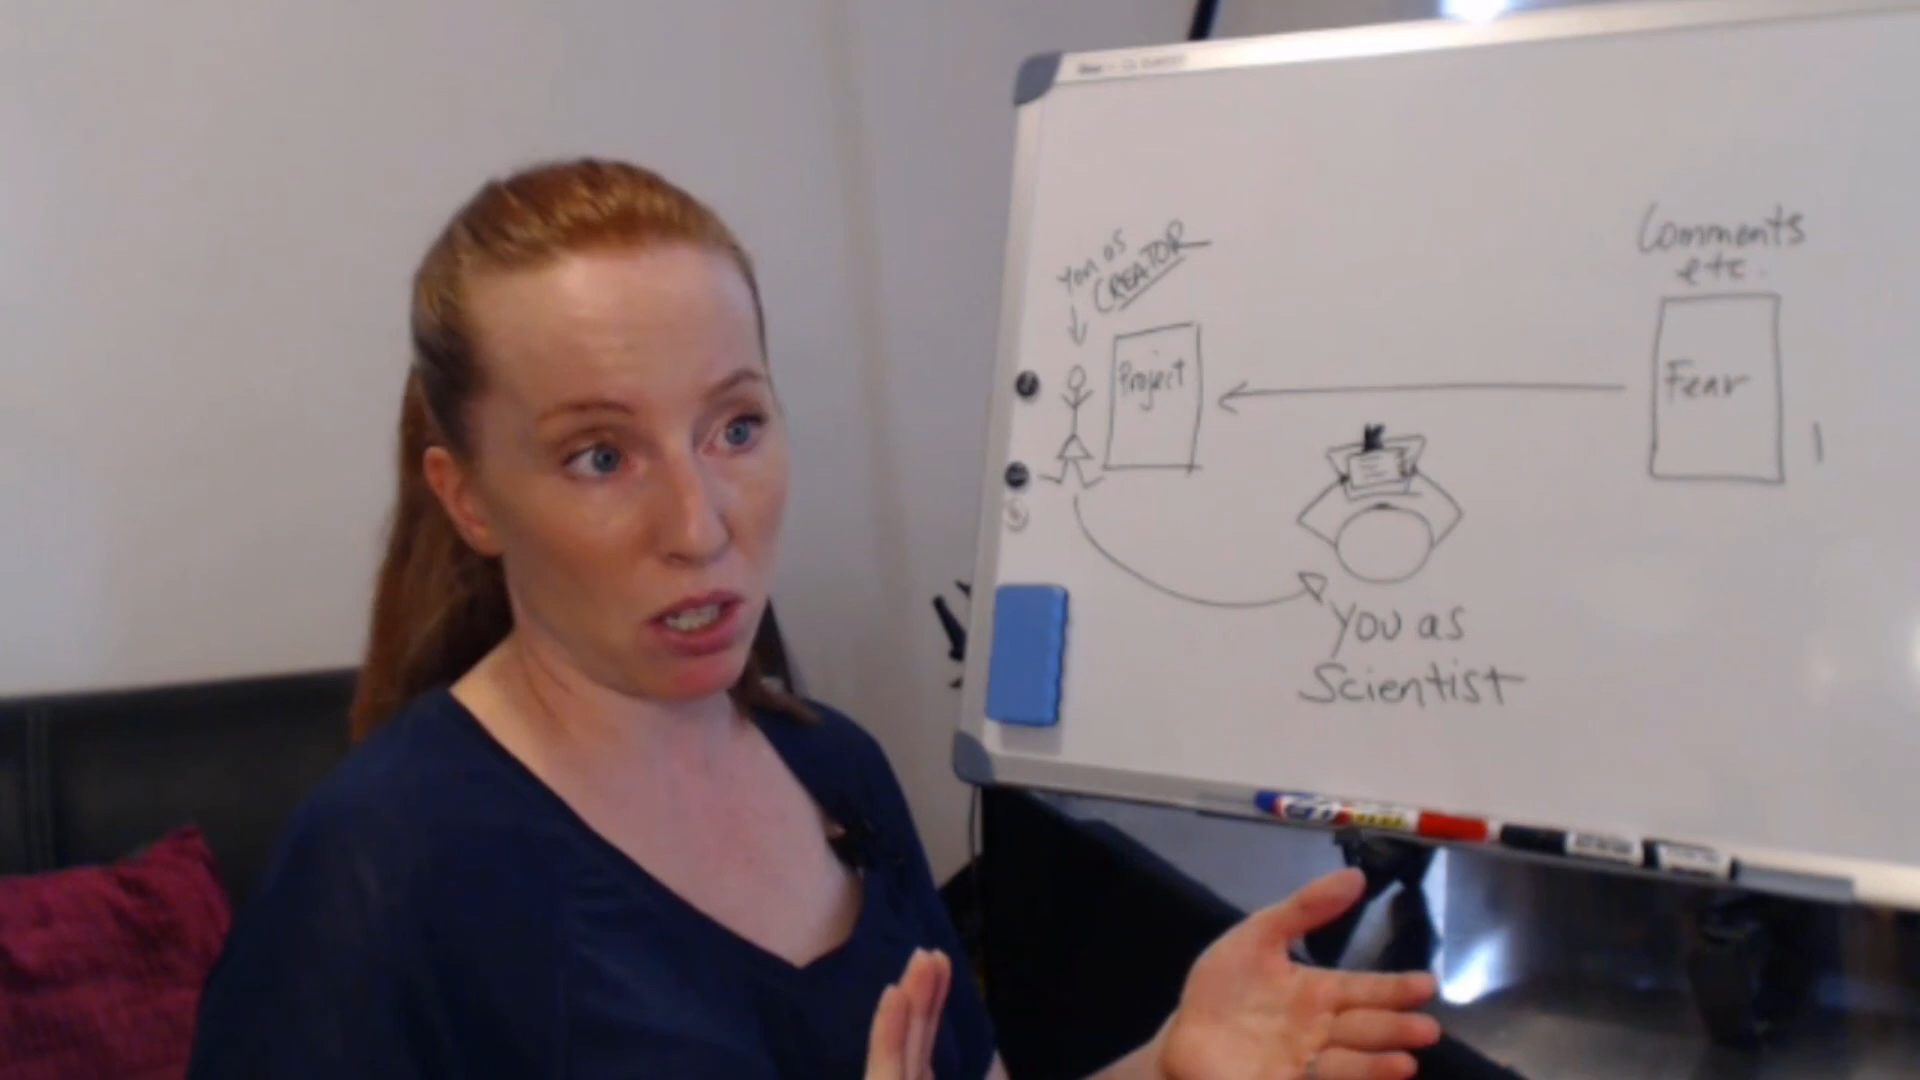 Comments
etc.
You as
CREATOR
Project
Fear
You as
Scientist